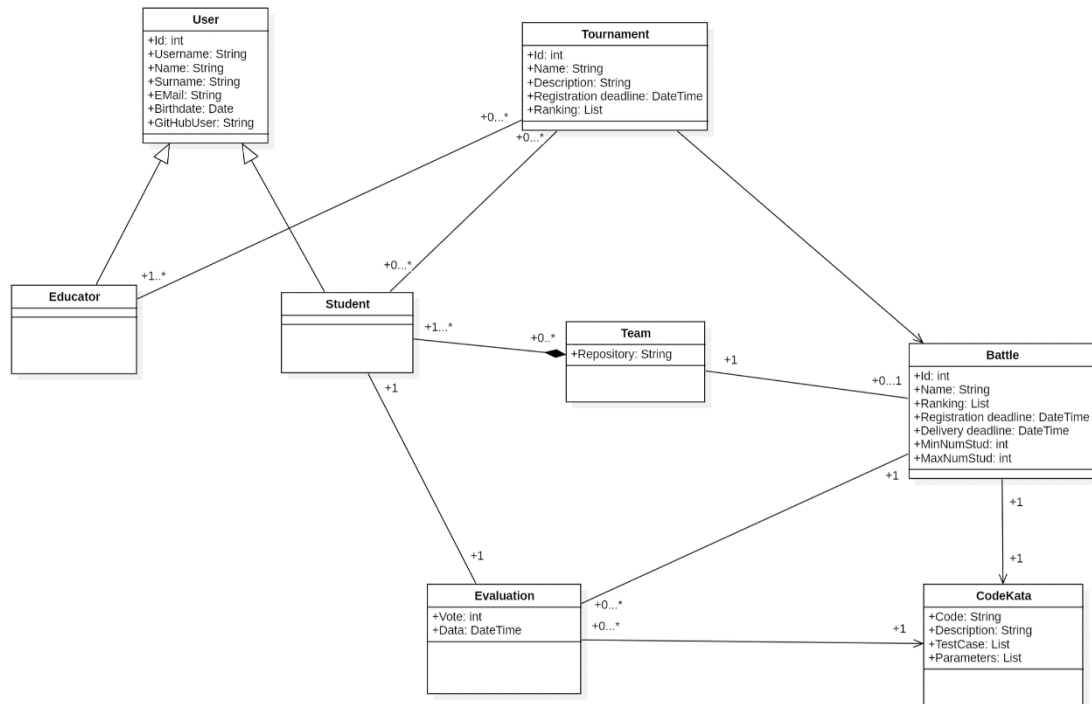 User
+Id: int
+Username: String
+Name: String
+Surname: String
+EMail: String
+Birthdate: Date
+GitHubUser: String
Tournament
+Id: int
+Name: String
+Description: String
+Registration deadline: DateTime
+Ranking: List
+0...*
+0...*
+1..*
+0...*
Educator
Student
+1...*
+0..*
Team
+Repository: String
+1
+0...1
Battle
+Id: int
+Name: String
+Ranking: List
+Registration deadline: DateTime
+Delivery deadline: DateTime
+MinNumStud: int
+MaxNumStud: int
+1
+1
+1
+1
+1
Evaluation
+Vote: int
+Data: DateTime
+0...*
+0...*
+1
CodeKata
+Code: String
+Description: String
+TestCase: List
+Parameters: List